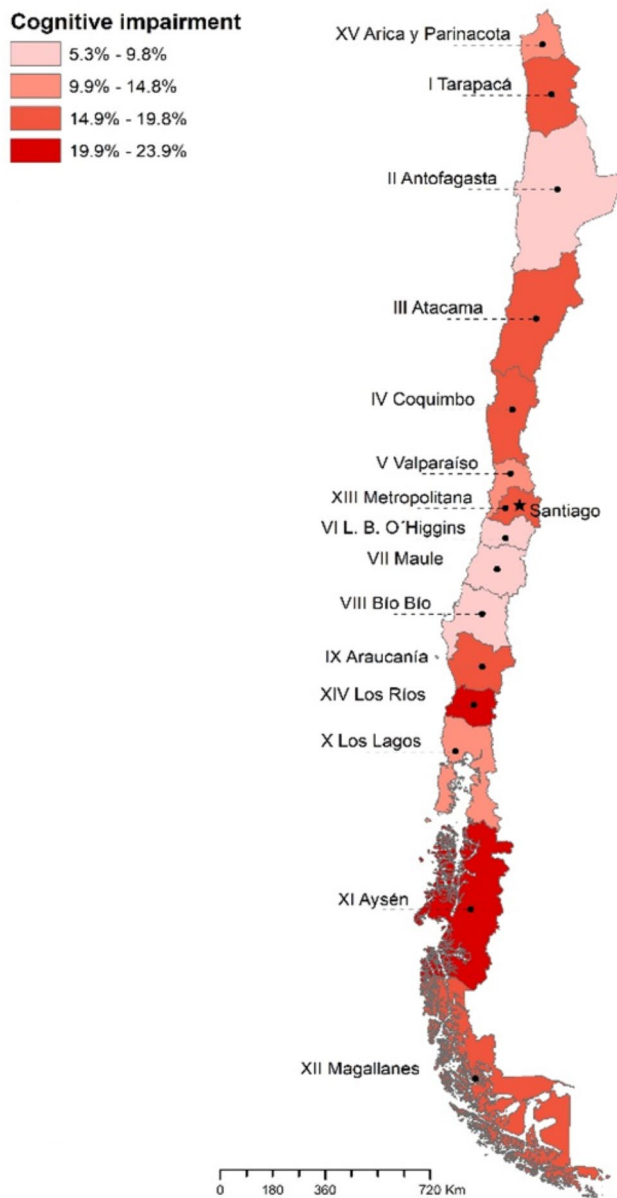 Cognitive impairment
5.3% - 9.8%
9.9% - 14.8%
14.9% - 19.8%
19.9% - 23.9%
XV Arica y Parinacota
I Tarapacá
II Antofagasta
III Atacama
IV Coquimbo
V Valparaíso
XIII Metropolitana
Santiago
VI L. B. O´Higgins
VII Maule
VIII Bío Bío
IX Araucanía
XIV Los Ríos
X Los Lagos
XI Aysén
XII Magallanes
0 180 360 720 Km